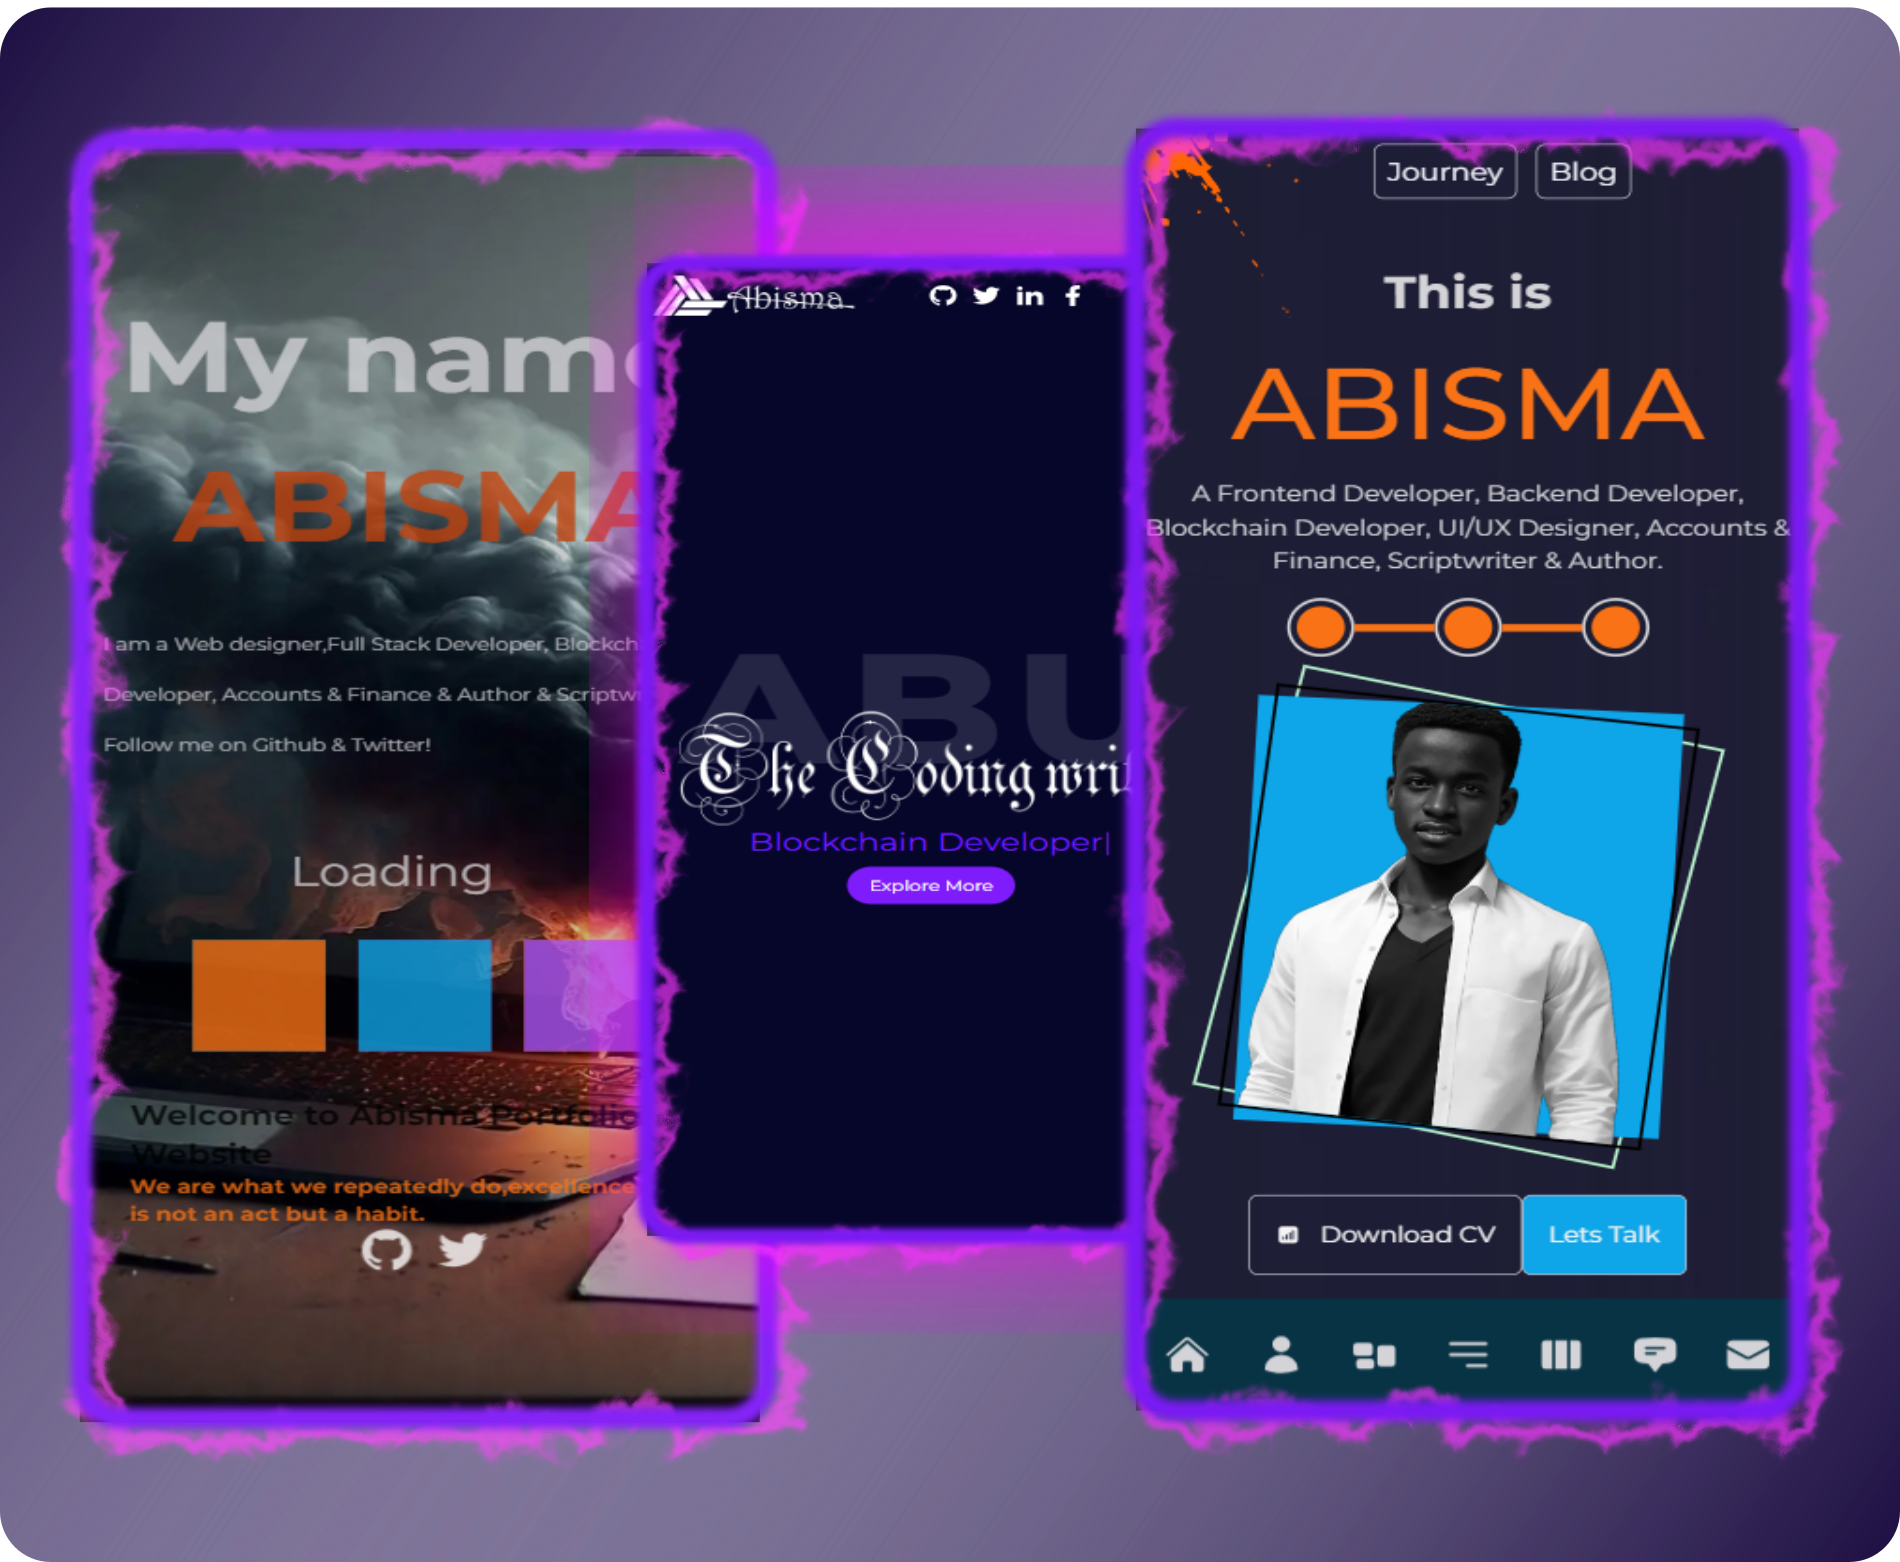 My name
ABISMA
I am a Web designer,Full Stack Developer, Blockch
Developer, Accounts & Finance & Author & Scriptw
Follow me on Github & Twitter!
Loading
Welcome to Abisma Portfolio
Website
We are what we repeatedly do,excellence
is not an act but a habit.
Abisma
ABU
The Coding writ
Blockchain Developer|
Explore More
Journey
Blog
This is
ABISMA
A Frontend Developer, Backend Developer,
Blockchain Developer, UI/UX Designer, Accounts &
Finance, Scriptwriter & Author.
Download CV
Lets Talk